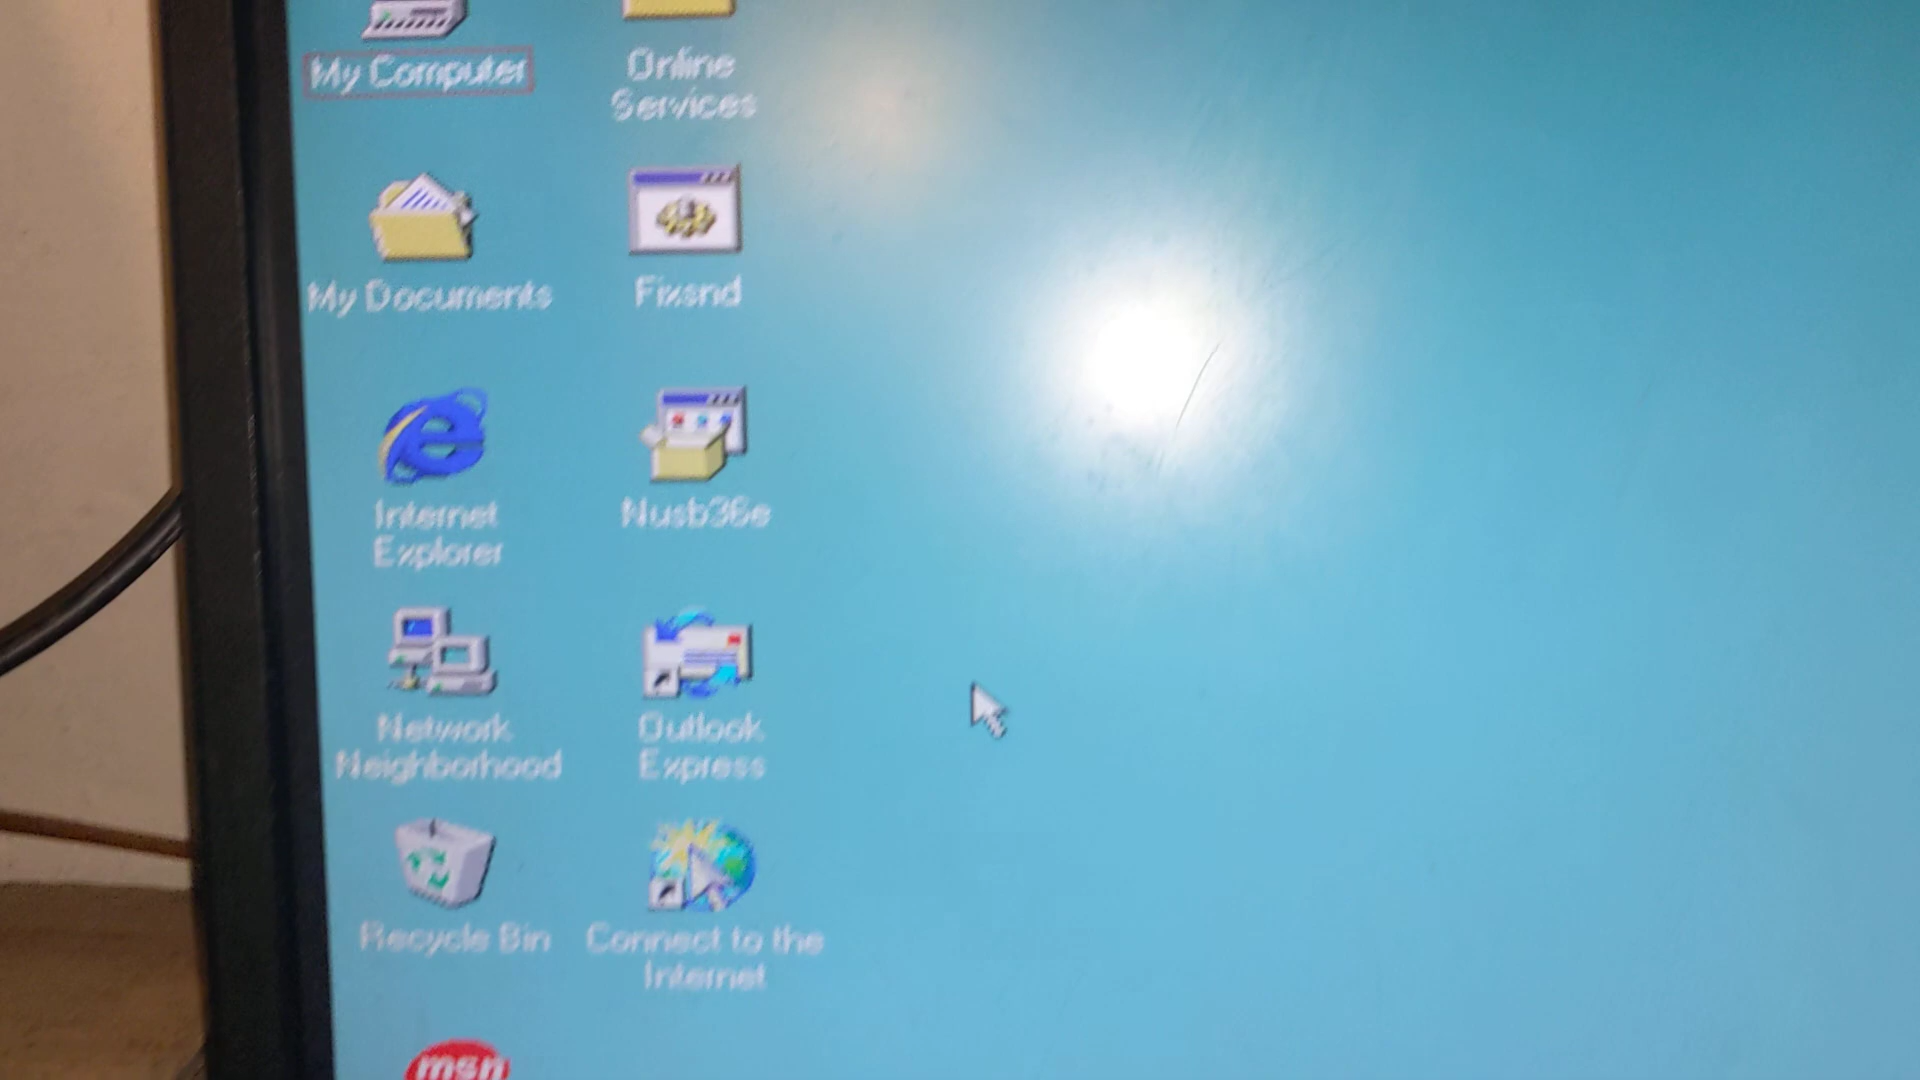 My Computer
Online
Services
My Documents
Fixsnd
Internet
Explorer
Nusb36e
Network
Neighborhood
Outlook
Express
Recycle Bin
Connect to the
Internet
msn